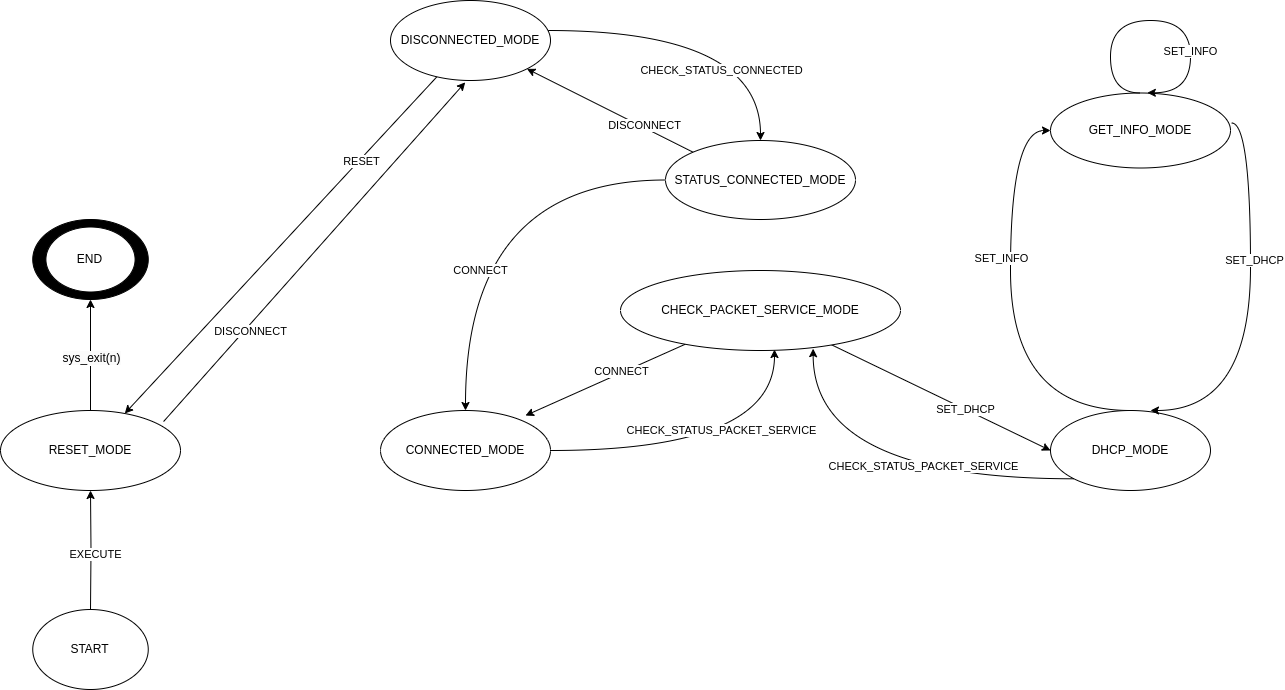 DISCONNECTED_MODE
SET_INFO
CHECK_STATUS_CONNECTED
DISCONNECT
GET_INFO_MODE
RESET
STATUS_CONNECTED_MODE
END
CONNECT
SET_INFO
SET_DHCP
CHECK_PACKET_SERVICE_MODE
DISCONNECT
sys_exit(n)
CONNECT
SET_DHCP
CHECK_STATUS_PACKET_SERVICE
RESET_MODE
CONNECTED_MODE
DHCP_MODE
CHECK_STATUS_PACKET_SERVICE
EXECUTE
START